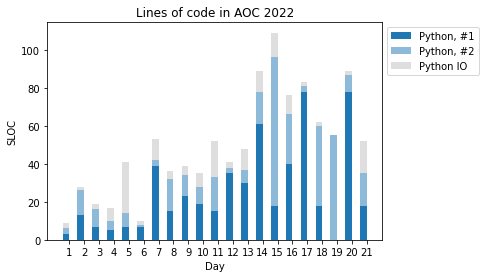 Lines of code in AOC 2022
SLOC
100
80
60
40
20
0
1 2 3 4 5 6 7 8 9 10 11 12 13 14 15 16 17 18 19 20 21
Day
Python, #1
Python, #2
Python IO